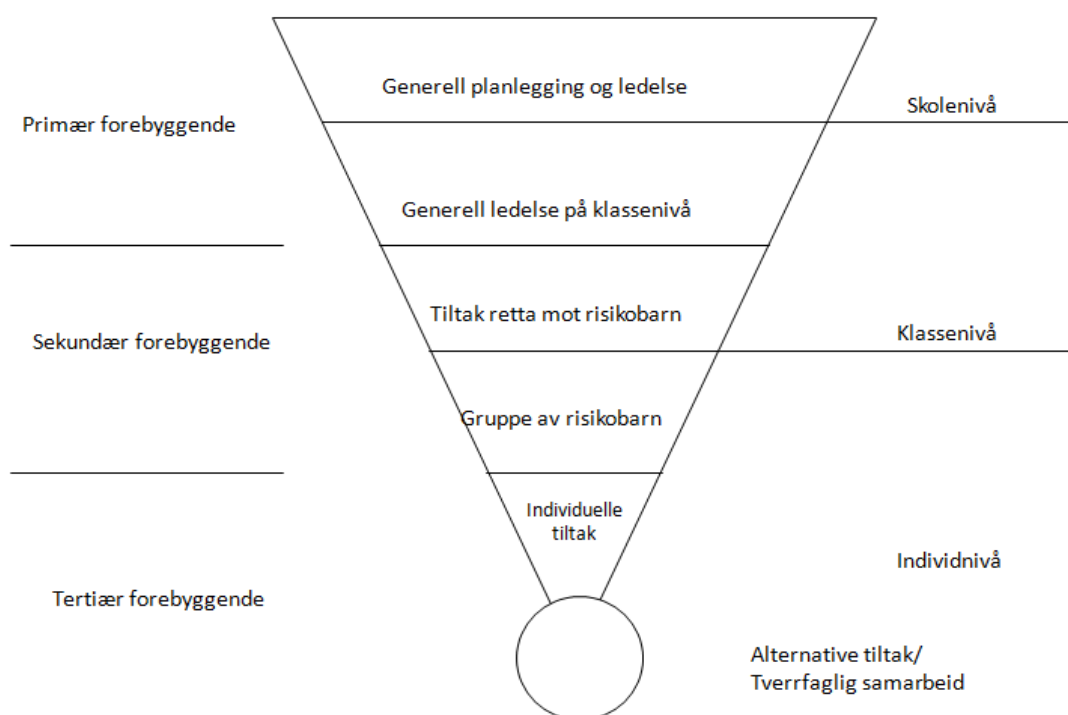 Generell planlegging og ledelse
Skolenivå
Primær forebyggende
Generell ledelse på klassenivå
Tiltak retta mot risikobarn
Klassenivå
Sekundær forebyggende
Gruppe av risikobarn
Individuelle
tiltak
Individnivå
Tertiær forebyggende
Alternative tiltak/
Tverrfaglig samarbeid